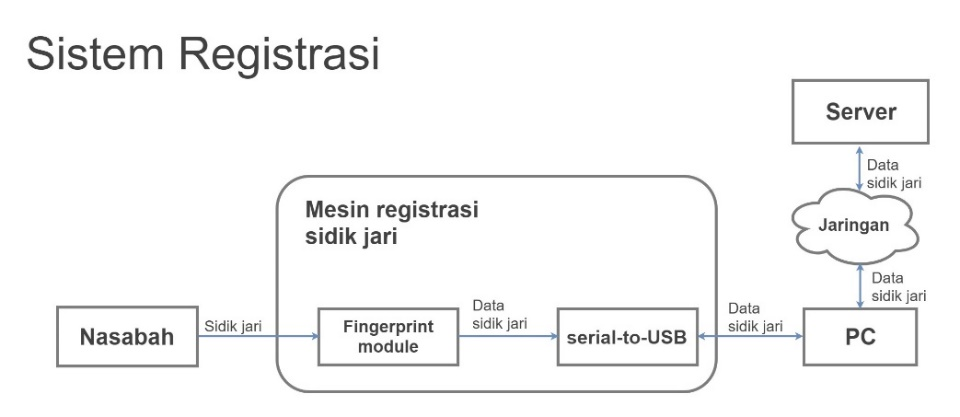 Sistem Registrasi
Server
Data
sidik jari
Jaringan
Data
sidik jari
Mesin registrasi
sidik jari
Nasabah
Sidik jari
Fingerprint
module
Data
sidik jari
serial-to-USB
Data
sidik jari
PC